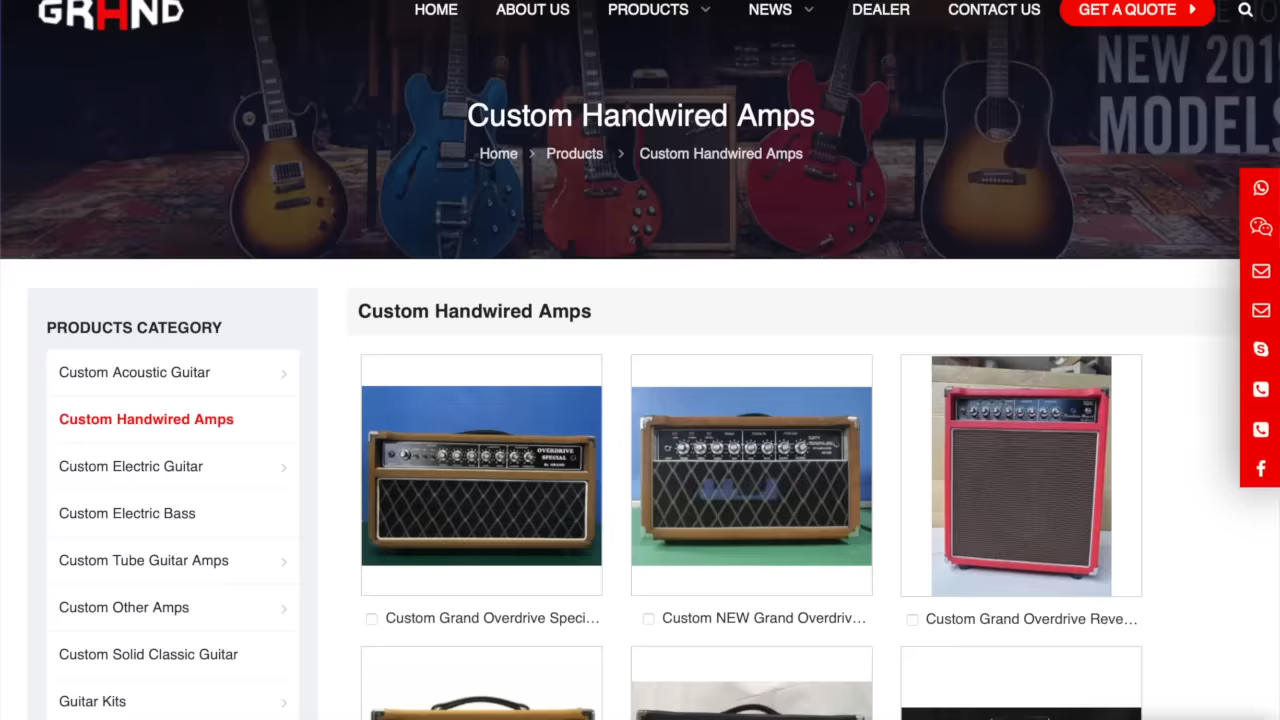 GRHND
HOME ABOUT US PRODUCTS NEWS DEALER CONTACT US GET A QUOTE
NEW 201
MODELS
Custom Handwired Amps
Home > Products > Custom Handwired Amps
PRODUCTS CATEGORY
Custom Acoustic Guitar
Custom Handwired Amps
Custom Electric Guitar
Custom Electric Bass
Custom Tube Guitar Amps
Custom Other Amps
Custom Solid Classic Guitar
Guitar Kits
Custom Handwired Amps
OVERDRIVE
SPECIAL
By GRAND
Custom Grand Overdrive Speci...
Custom NEW Grand Overdriv...
Custom Grand Overdrive Reve...